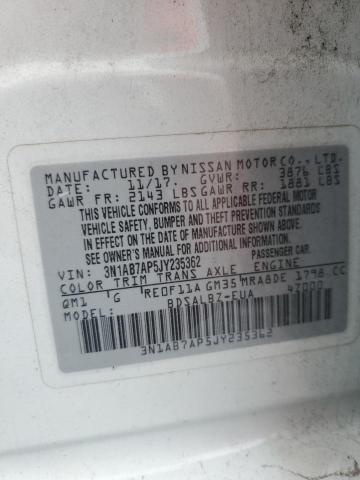 MANUFACTURED BY NISSAN MOTOR CO., LTD.
DATE: 11/17. GVWR: 3876 LBS
GAWR FR: 2143 LBS GAWR RR: 1881 LBS
THIS VEHICLE CONFORMS TO ALL APPLICABLE FEDERAL MOTOR
VEHICLE SAFETY, BUMPER AND THEFT PREVENTION STANDARDS
IN EFFECT ON THE DATE OF MANUFACTURE SHOWN ABOVE.
SEE OWNER'S MANUAL. PASSENGER CAR
VIN: 3N1AB7AP5JY235362
COLOR TRIM TRANS AXLE ENGINE
QM1 G RE0F11A GM35 MRA8DE 1798 CC
MODEL: BDSALBZ-EUA 4Z000
3N1AB7AP5JY235362